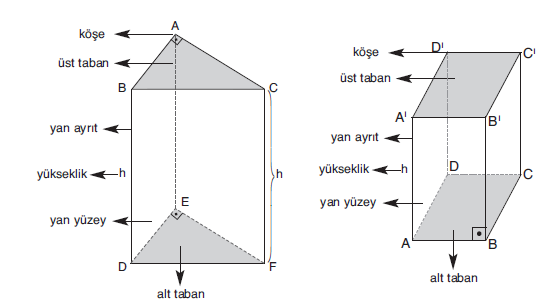 A
köşe
üst taban
B
C
yan ayrıt
yükseklik
h
h
yan yüzey
E
D
F
alt taban
köşe
D'
C'
üst taban
A'
B'
yan ayrıt
yükseklik
h
D
C
yan yüzey
A
B
alt taban